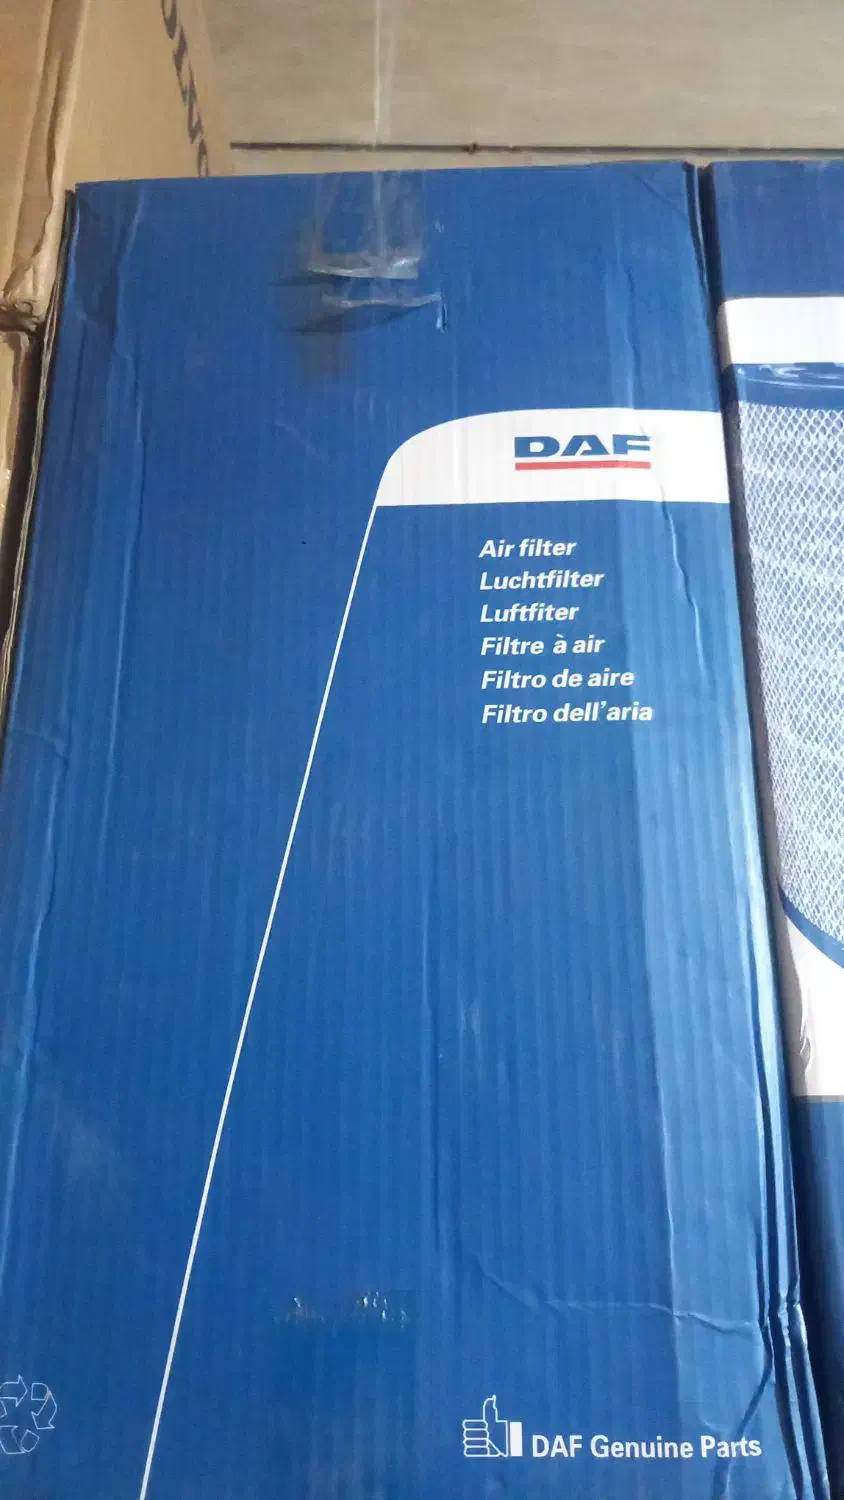 DAF
Air filter
Luchtfilter
Luftfiter
Filtre à air
Filtro de aire
Filtro dell'aria
DAF Genuine Parts